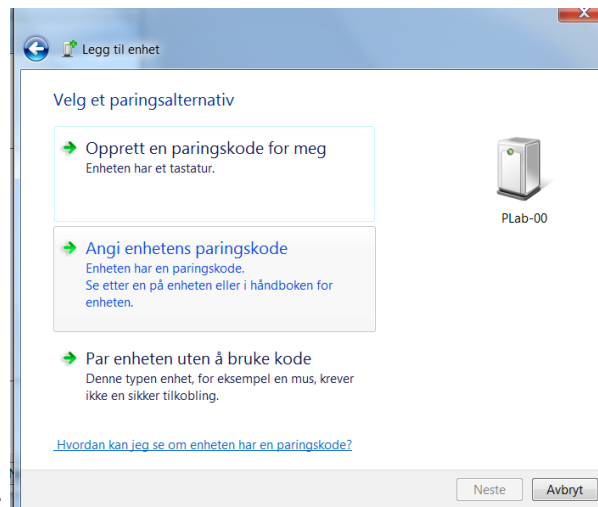 Legg til enhet
Velg et paringsalternativ
Opprett en paringskode for meg
Enheten har et tastatur.
PLab-00
Angi enhetens paringskode
Enheten har en paringskode.
Se etter en på enheten eller i håndboken for
enheten.
Par enheten uten å bruke kode
Denne typen enhet, for eksempel en mus, krever
ikke en sikker tilkobling.
Hvordan kan jeg se om enheten har en paringskode?
Neste
Avbryt